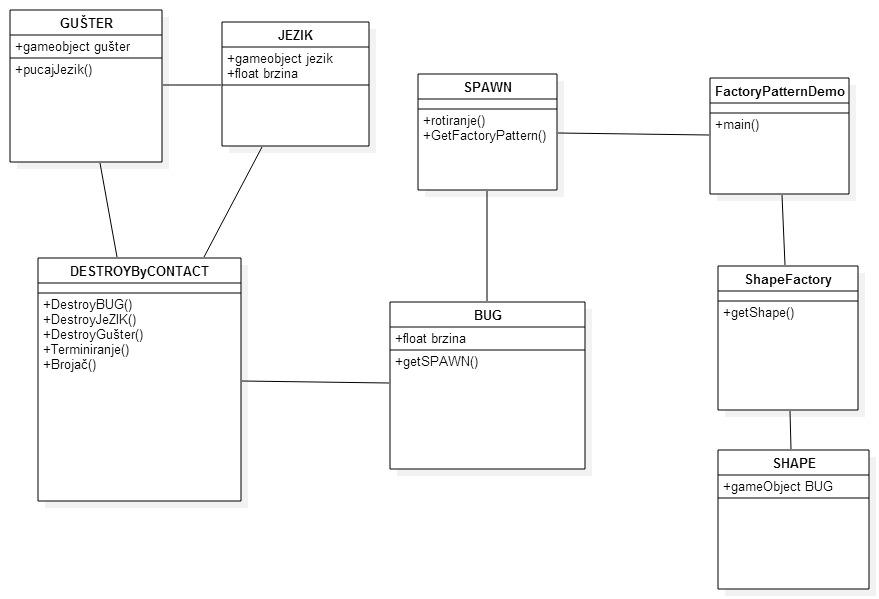 GUŠTER
+gameobject gušter
+pucajJezik()
JEZIK
+gameobject jezik
+float brzina
SPAWN
+rotiranje()
+GetFactoryPattern()
FactoryPatternDemo
+main()
DESTROYByCONTACT
+DestroyBUG()
+DestroyJeZIK()
+DestroyGušter()
+Terminiranje()
+Brojač()
BUG
+float brzina
+getSPAWN()
ShapeFactory
+getShape()
SHAPE
+gameObject BUG